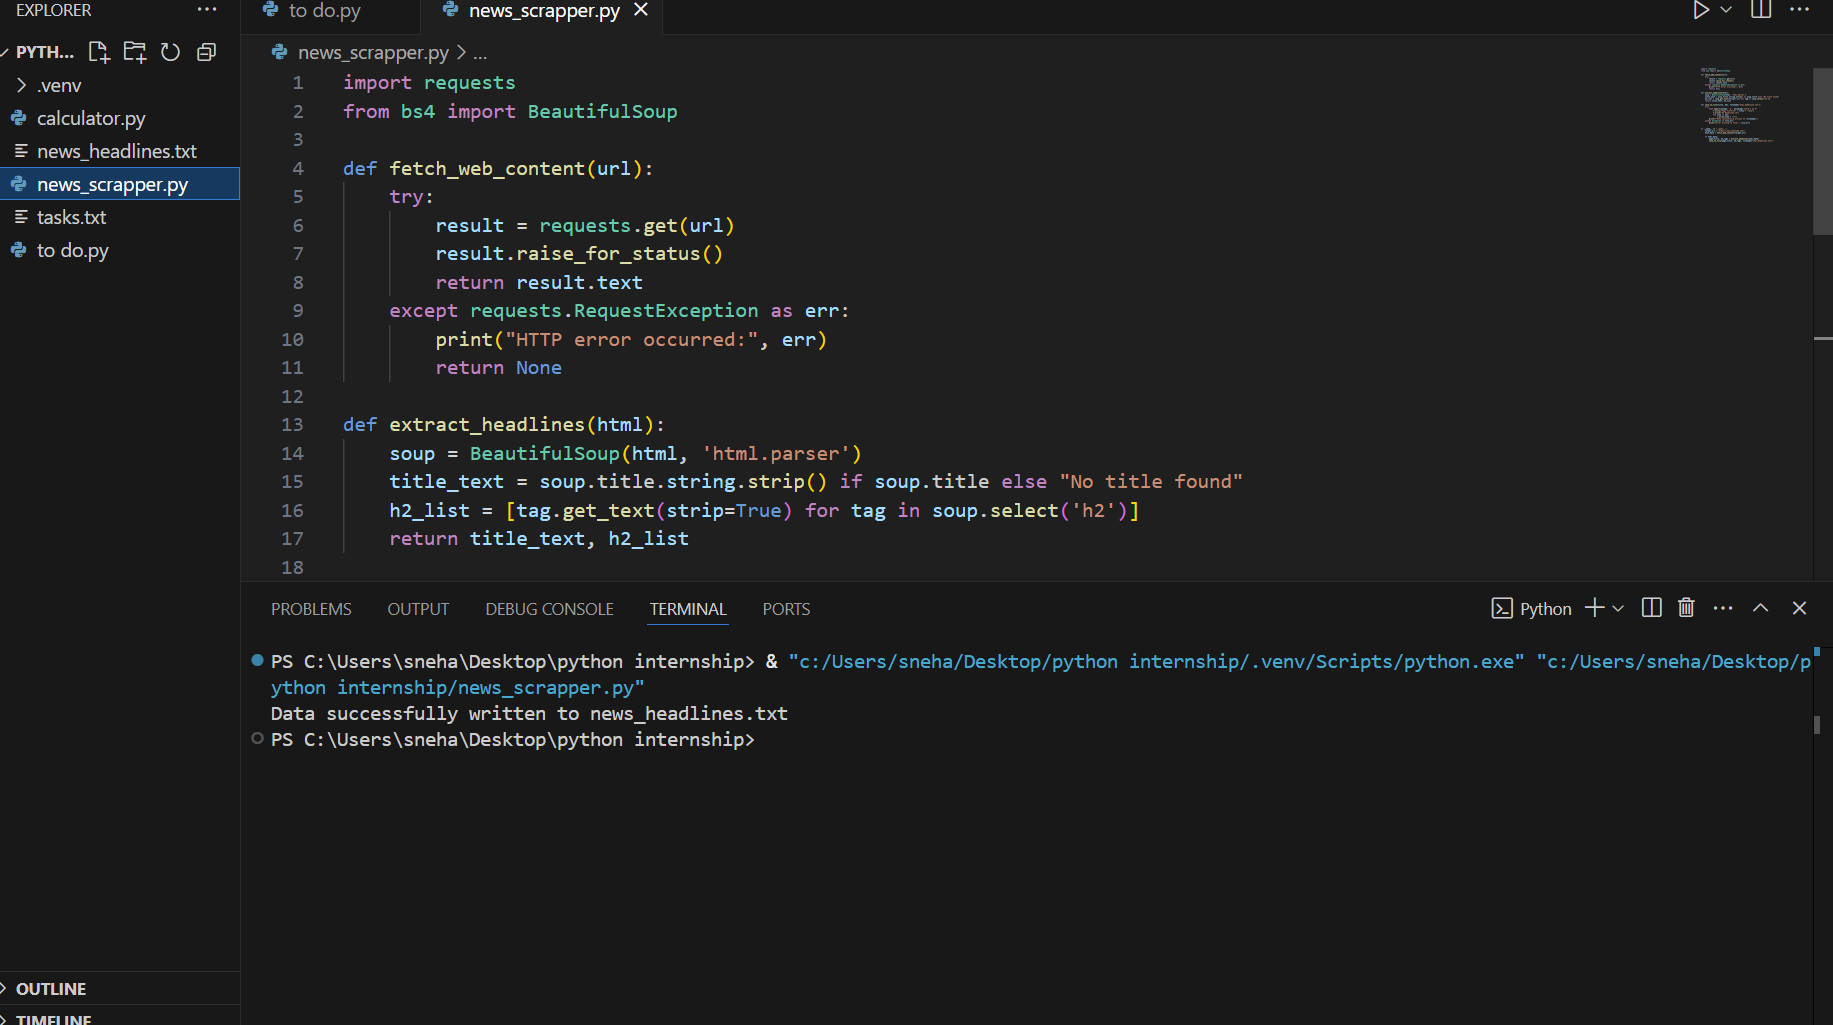 EXPLORER
to do.py
news_scrapper.py
PYTH...
news_scrapper.py > ...
.venv
calculator.py
news_headlines.txt
news_scrapper.py
tasks.txt
to do.py
1 import requests
2 from bs4 import BeautifulSoup
3
4 def fetch_web_content(url):
5 try:
6 result = requests.get(url)
7 result.raise_for_status()
8 return result.text
9 except requests.RequestException as err:
10 print("HTTP error occurred:", err)
11 return None
12
13 def extract_headlines(html):
14 soup = BeautifulSoup(html, 'html.parser')
15 title_text = soup.title.string.strip() if soup.title else "No title found"
16 h2_list = [tag.get_text(strip=True) for tag in soup.select('h2')]
17 return title_text, h2_list
18
PROBLEMS OUTPUT DEBUG CONSOLE TERMINAL PORTS
Python
PS C:\Users\sneha\Desktop\python internship> & "c:/Users/sneha/Desktop/python internship/.venv/Scripts/python.exe" "c:/Users/sneha/Desktop/p
ython internship/news_scrapper.py"
Data successfully written to news_headlines.txt
PS C:\Users\sneha\Desktop\python internship>
OUTLINE
TIMELINE